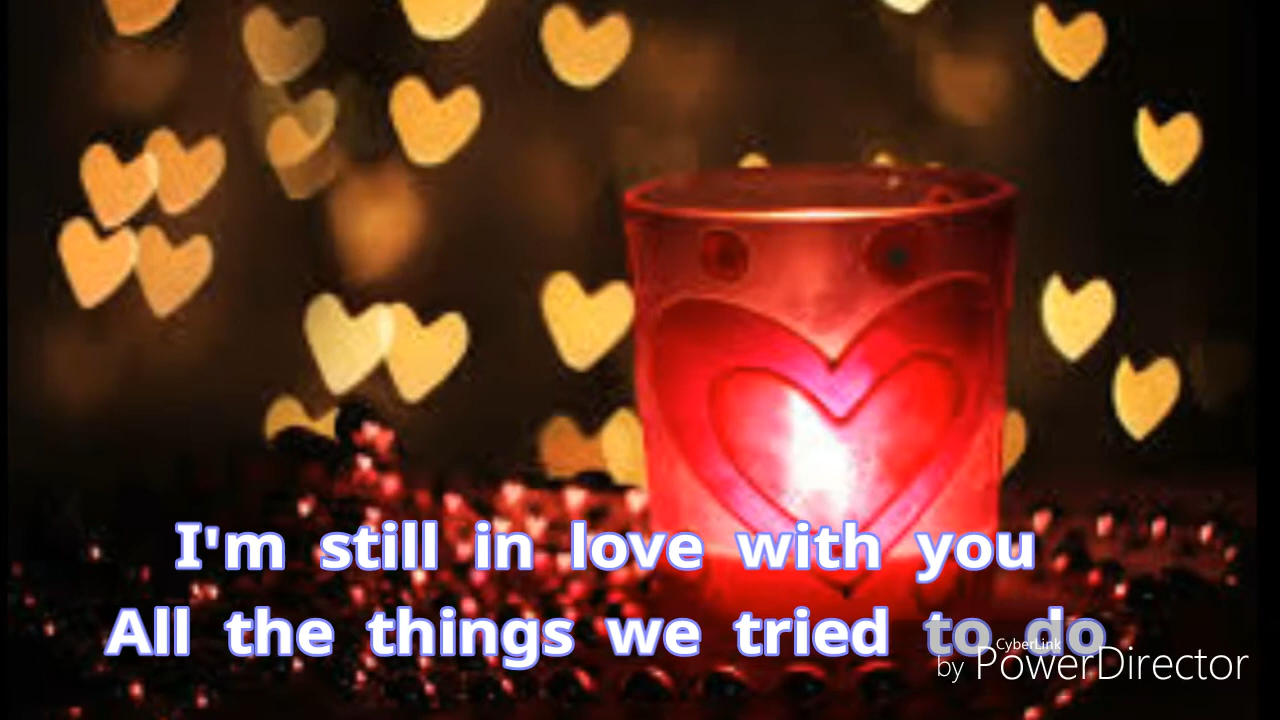 I'm still in love with you
All the things we tried to do
CyberLink
by PowerDirector